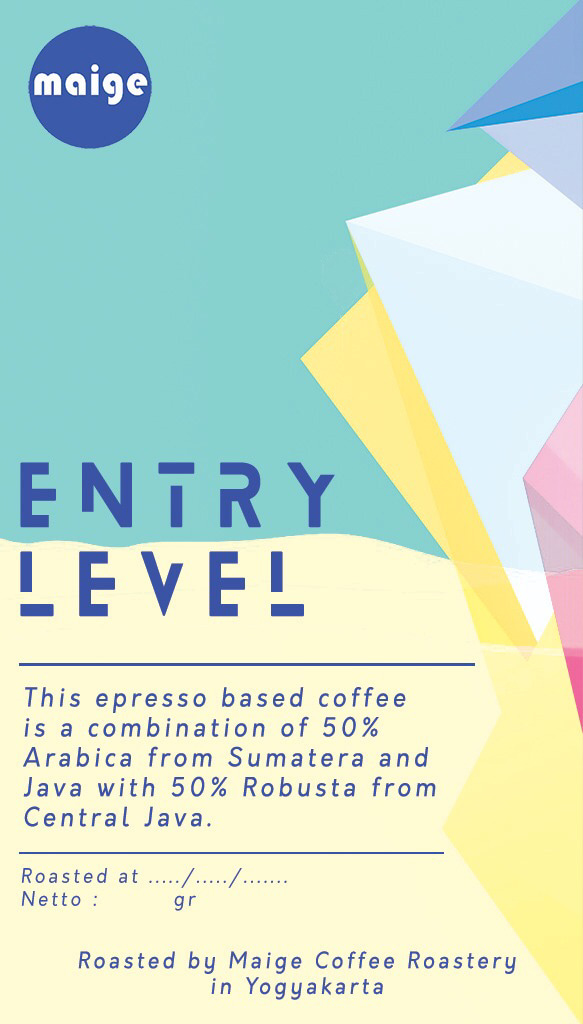 maige
ENTRY
LEVEL
This epresso based coffee
is a combination of 50%
Arabica from Sumatera and
Java with 50% Robusta from
Central Java.
Roasted at ...../...../.......
Netto : gr
Roasted by Maige Coffee Roastery
in Yogyakarta